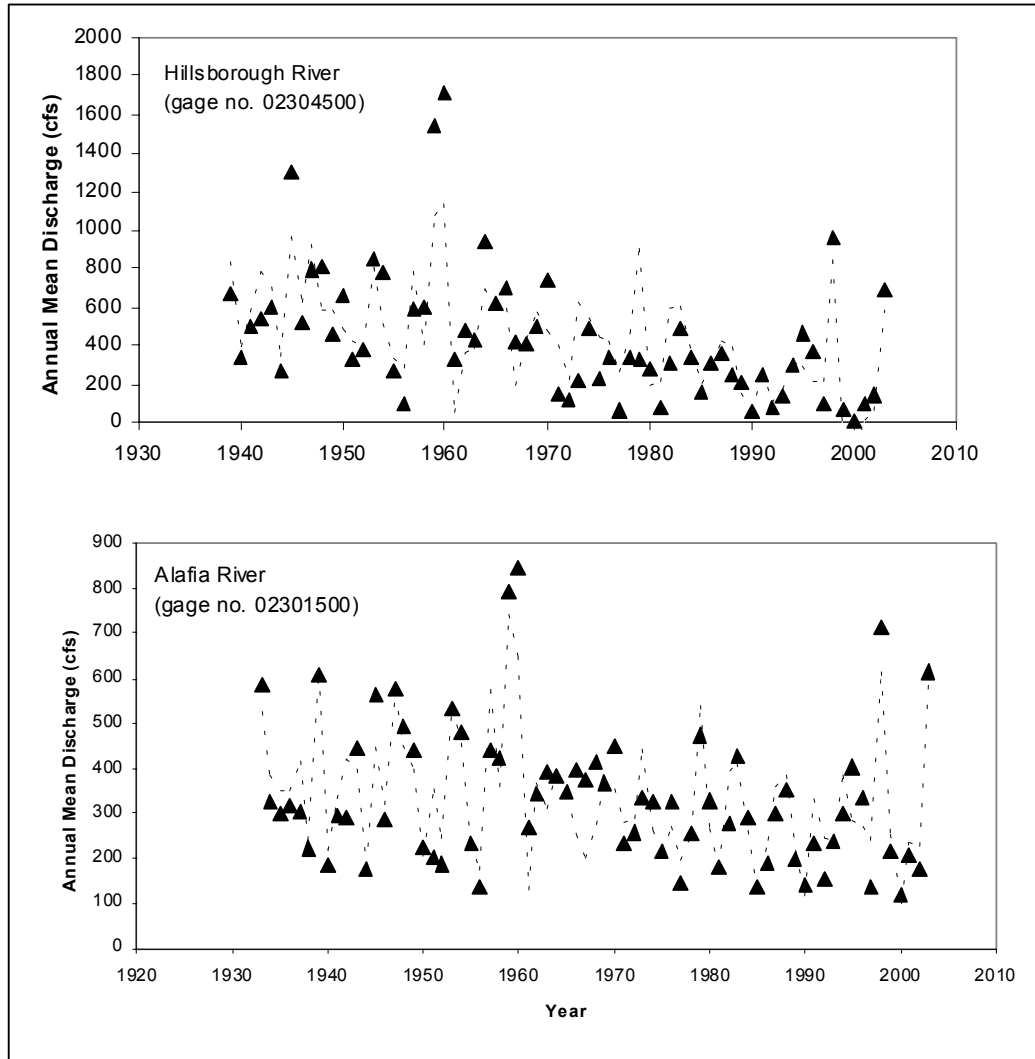 Hillsborough River
(gage no. 02304500)
Annual Mean Discharge (cfs)
2000
1800
1600
1400
1200
1000
800
600
400
200
0
1930 1940 1950 1960 1970 1980 1990 2000 2010
Alafia River
(gage no. 02301500)
Annual Mean Discharge (cfs)
900
800
700
600
500
400
300
200
100
0
1920 1930 1940 1950 1960 1970 1980 1990 2000 2010
Year